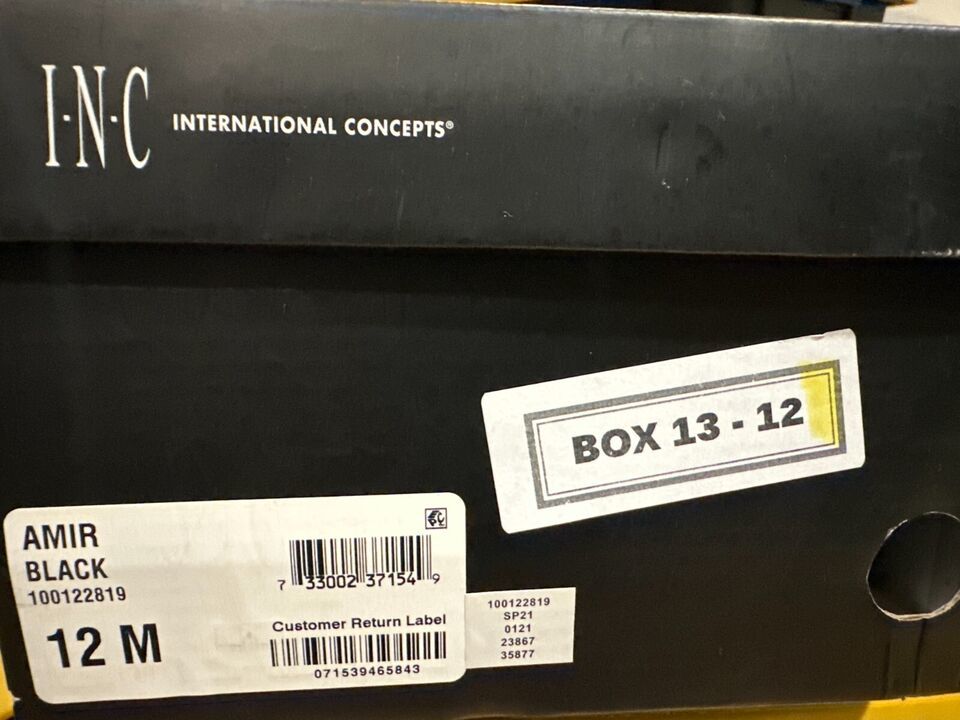 I·N·C INTERNATIONAL CONCEPTS®
BOX 13 - 12
AMIR
BLACK
100122819
12 M
7 33002 37154 9
Customer Return Label
071539465843
100122819
SP21
0121
23867
35877